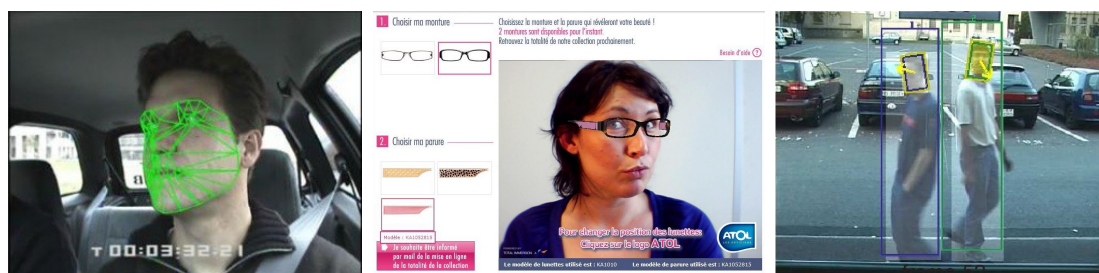 T 00:03:32-21
1. Choisir ma monture
Choisissez la monture et la parure qui révéleront votre beauté !
2 montures sont disponibles pour l'instant.
Retrouvez la totalité de notre collection prochainement.
Besoin d'aide ?
2. Choisir ma parure
Modèle : KA1052815
Je souhaite être informé
par mail de la mise en ligne
de la totalité de la collection
Pour changer la position des lunettes:
Cliquez sur le logo ATOL
ATOL
Le modèle de lunettes utilisé est : KA1010
Le modèle de parure utilisé est : KA1052815